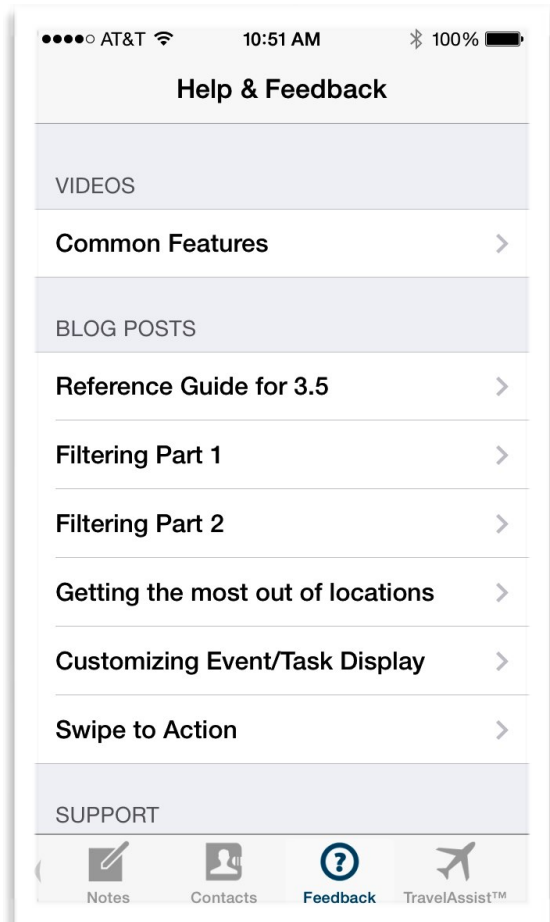 AT&T 10:51 AM 100%
Help & Feedback
VIDEOS
Common Features
BLOG POSTS
Reference Guide for 3.5
Filtering Part 1
Filtering Part 2
Getting the most out of locations
Customizing Event/Task Display
Swipe to Action
SUPPORT
Notes Contacts Feedback TravelAssist™